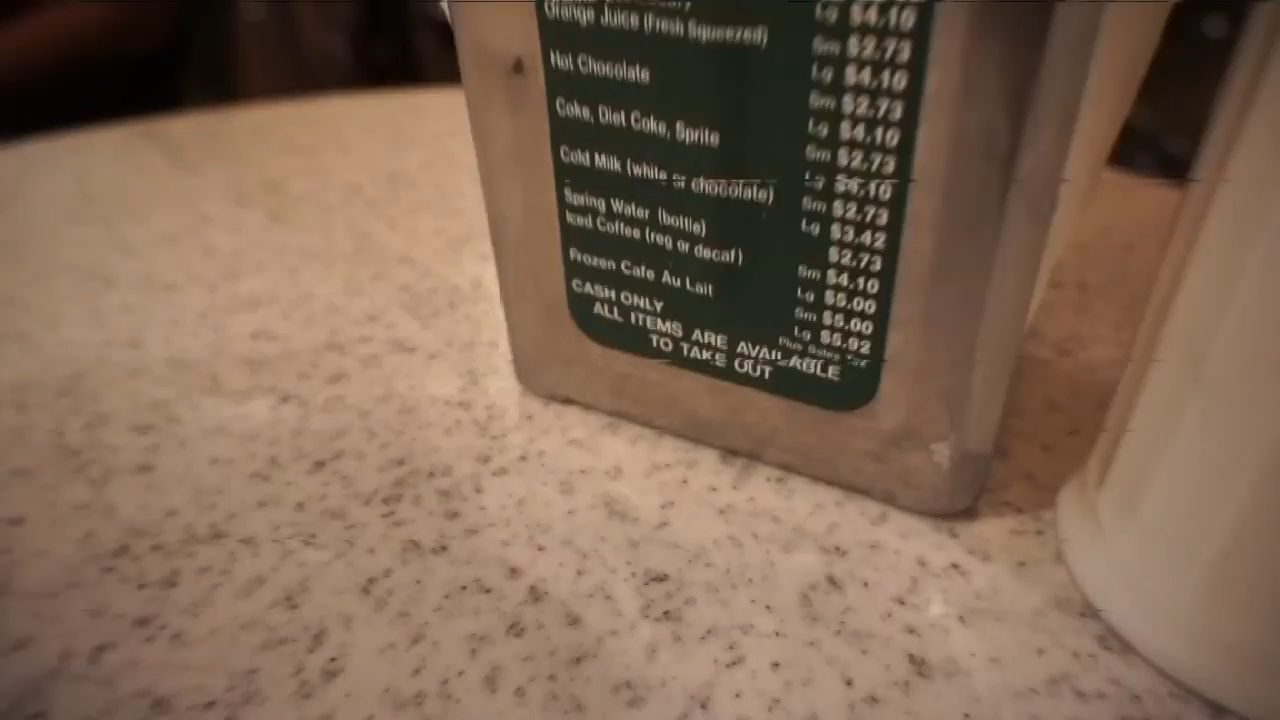 Lg $4.10
Orange Juice (Fresh Squeezed)
Sm $2.73
Lg $4.10
Hot Chocolate
Sm $2.73
Lg $4.10
Coke, Diet Coke, Sprite
Sm $2.73
Lg $4.10
Cold Milk (white or chocolate)
Sm $2.73
Lg $3.42
Spring Water (bottle)
$2.73
Iced Coffee (reg or decaf)
Sm $4.10
Lg $5.00
Frozen Cafe Au Lait
Sm $5.00
Lg $5.92
Plus Sales Tax
CASH ONLY
ALL ITEMS ARE AVAILABLE
TO TAKE OUT